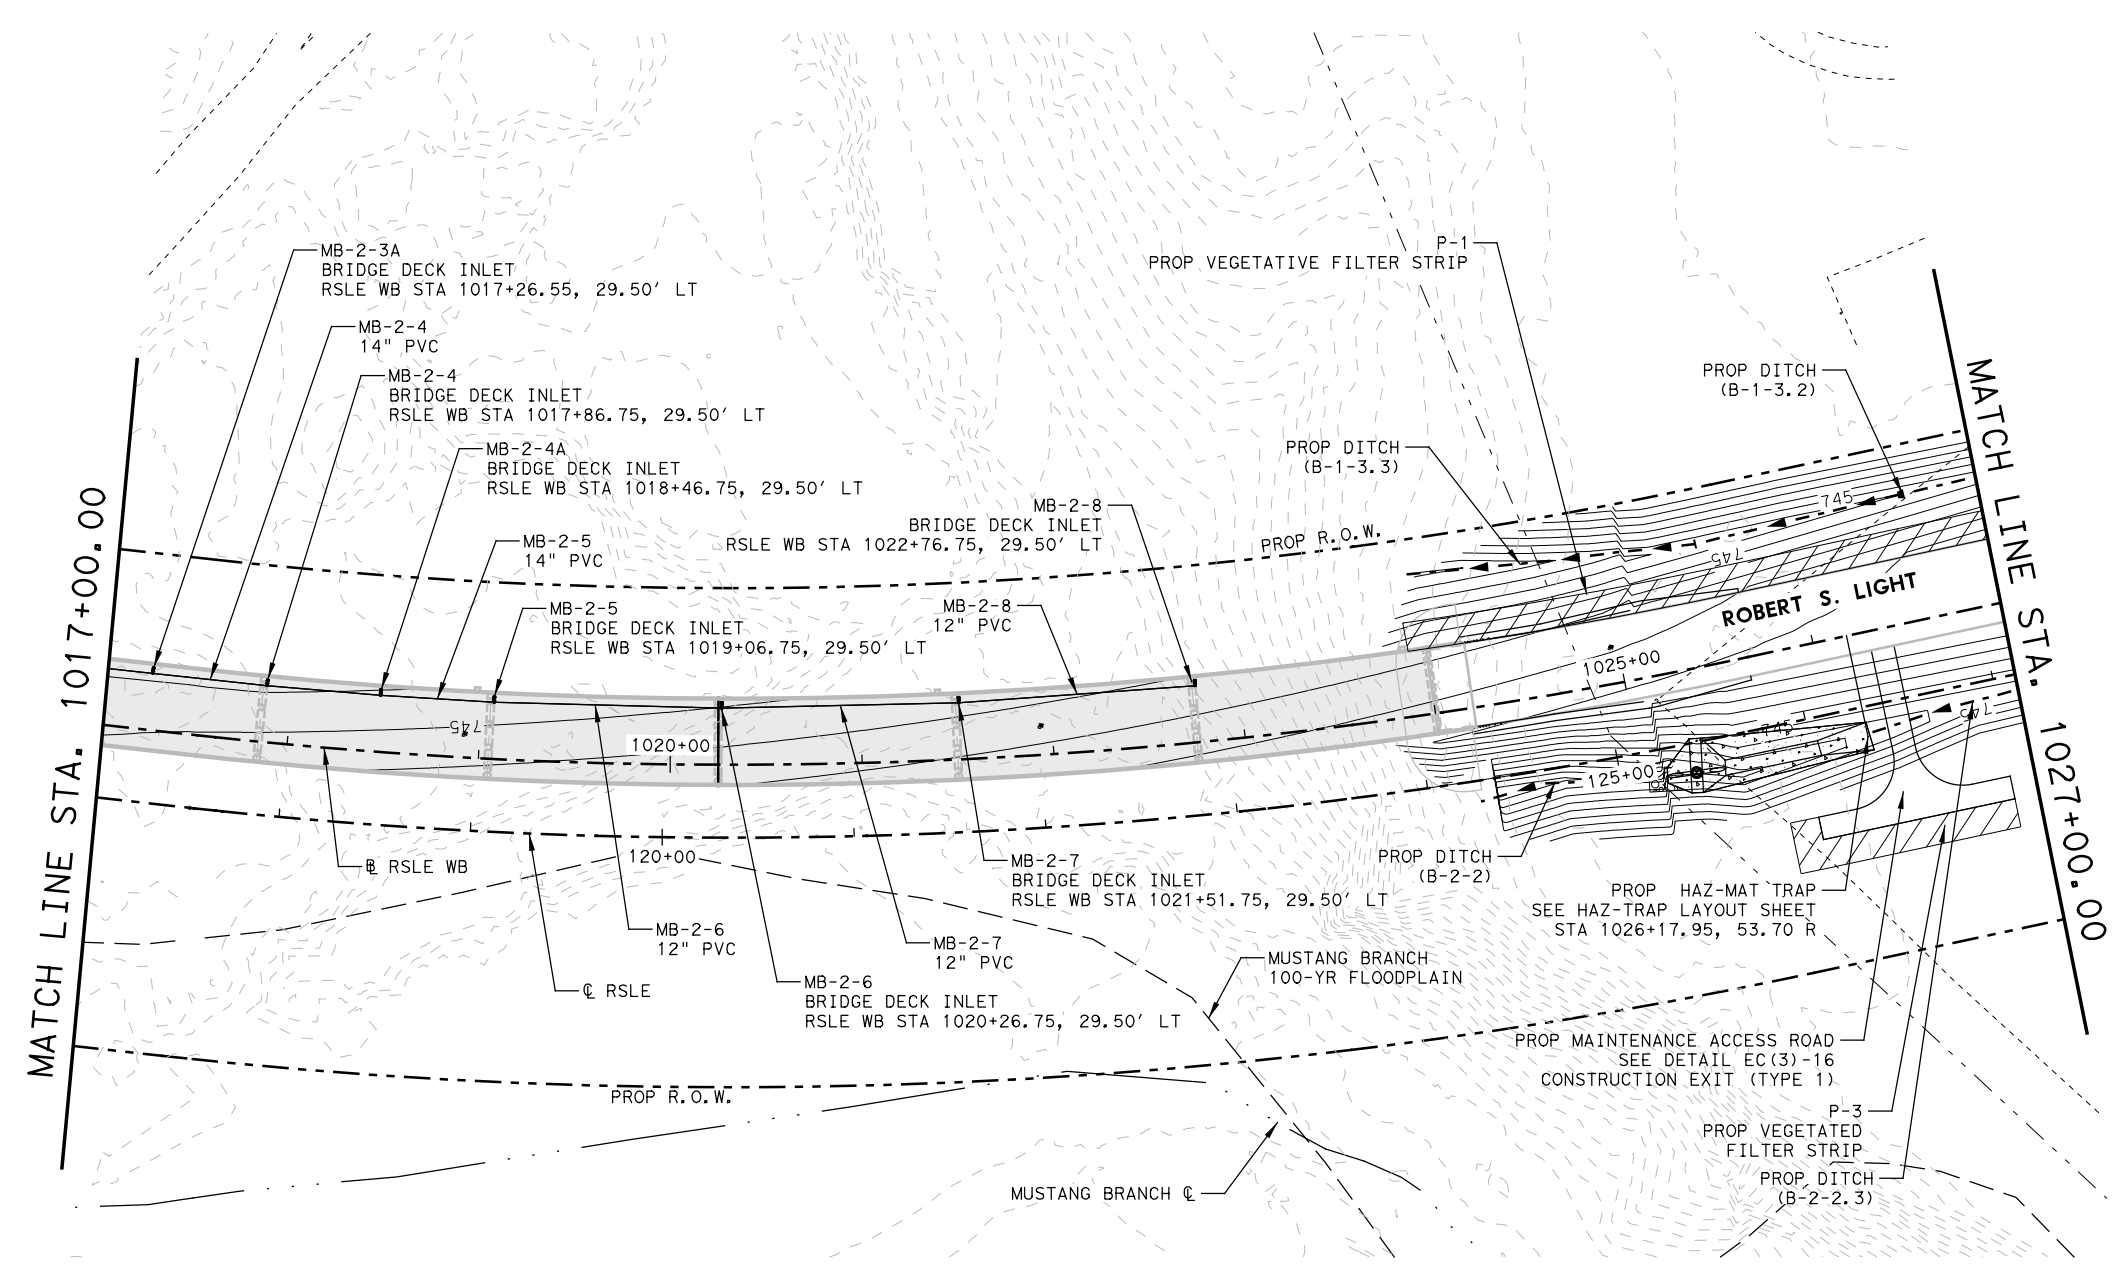 MB-2-3A
BRIDGE DECK INLET
RSLE WB STA 1017+26.55, 29.50' LT
MB-2-4
14" PVC
MB-2-4
BRIDGE DECK INLET
RSLE WB STA 1017+86.75, 29.50' LT
MB-2-4A
BRIDGE DECK INLET
RSLE WB STA 1018+46.75, 29.50' LT
MB-2-5
14" PVC
MB-2-5
BRIDGE DECK INLET
RSLE WB STA 1019+06.75, 29.50' LT
MB-2-8
BRIDGE DECK INLET
RSLE WB STA 1022+76.75, 29.50' LT
MB-2-8
12" PVC
P-1
PROP VEGETATIVE FILTER STRIP
PROP DITCH
(B-1-3.2)
PROP DITCH
(B-1-3.3)
PROP R.O.W.
745
745
ROBERT S. LIGHT
1025+00
MATCH LINE STA. 1017+00.00
MATCH LINE STA. 1027+00.00
745
1020+00
745
745
125+00
℄ RSLE WB
120+00
MB-2-6
12" PVC
℄ RSLE
MB-2-6
BRIDGE DECK INLET
RSLE WB STA 1020+26.75, 29.50' LT
MB-2-7
12" PVC
MB-2-7
BRIDGE DECK INLET
RSLE WB STA 1021+51.75, 29.50' LT
PROP DITCH
(B-2-2)
PROP HAZ-MAT TRAP
SEE HAZ-TRAP LAYOUT SHEET
STA 1026+17.95, 53.70 R
MUSTANG BRANCH
100-YR FLOODPLAIN
PROP MAINTENANCE ACCESS ROAD
SEE DETAIL EC(3)-16
CONSTRUCTION EXIT (TYPE 1)
PROP R.O.W.
P-3
PROP VEGETATED
FILTER STRIP
PROP DITCH
(B-2-2.3)
MUSTANG BRANCH ℄